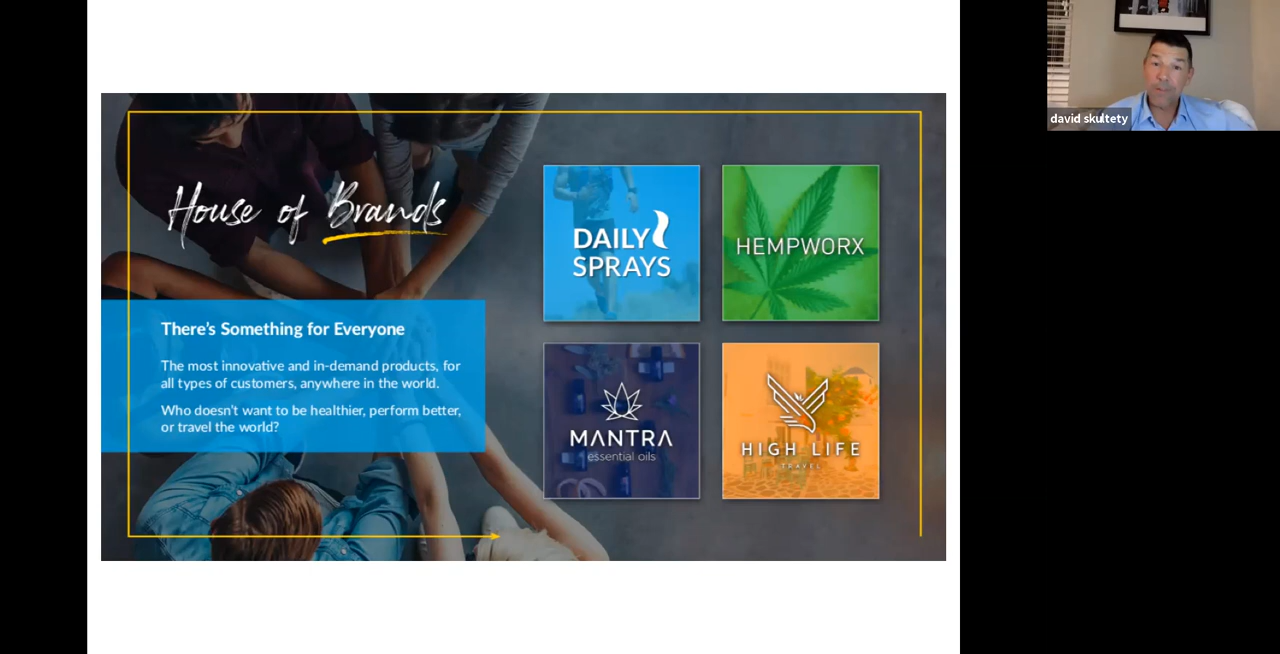 House of Brands
There's Something for Everyone
The most innovative and in-demand products, for
all types of customers, anywhere in the world.
Who doesn't want to be healthier, perform better,
or travel the world?
DAILY
SPRAYS
HEMPWORX
MANTRA
essential oils
HIGH LIFE
TRAVEL
david skultety